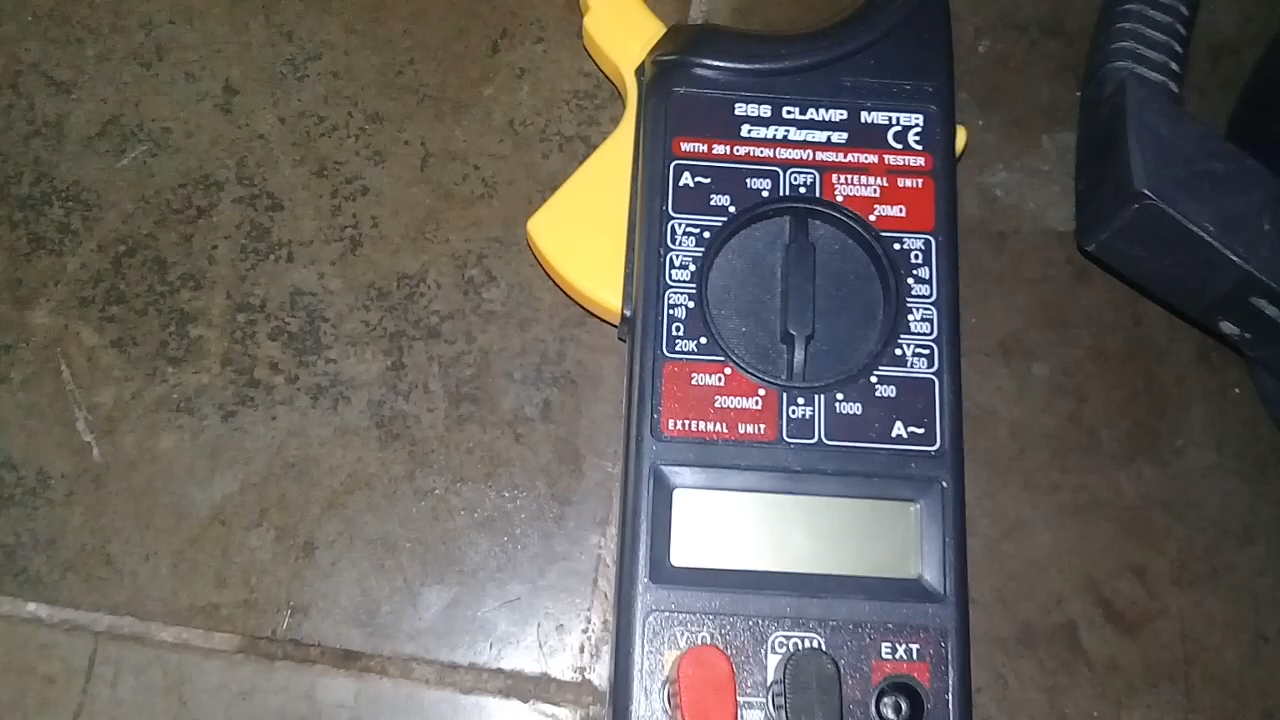 266 CLAMP METER
taffware CE
WITH 261 OPTION (500V) INSULATION TESTER
A~ 1000
200
OFF
EXTERNAL UNIT
2000MΩ
20MΩ
V~
750
V⎓
1000
200
•)))
Ω
20K
20K
Ω
•)))
200
V⎓
1000
V~
750
20MΩ
2000MΩ
EXTERNAL UNIT
OFF
200
1000
A~
VΩ
COM
EXT